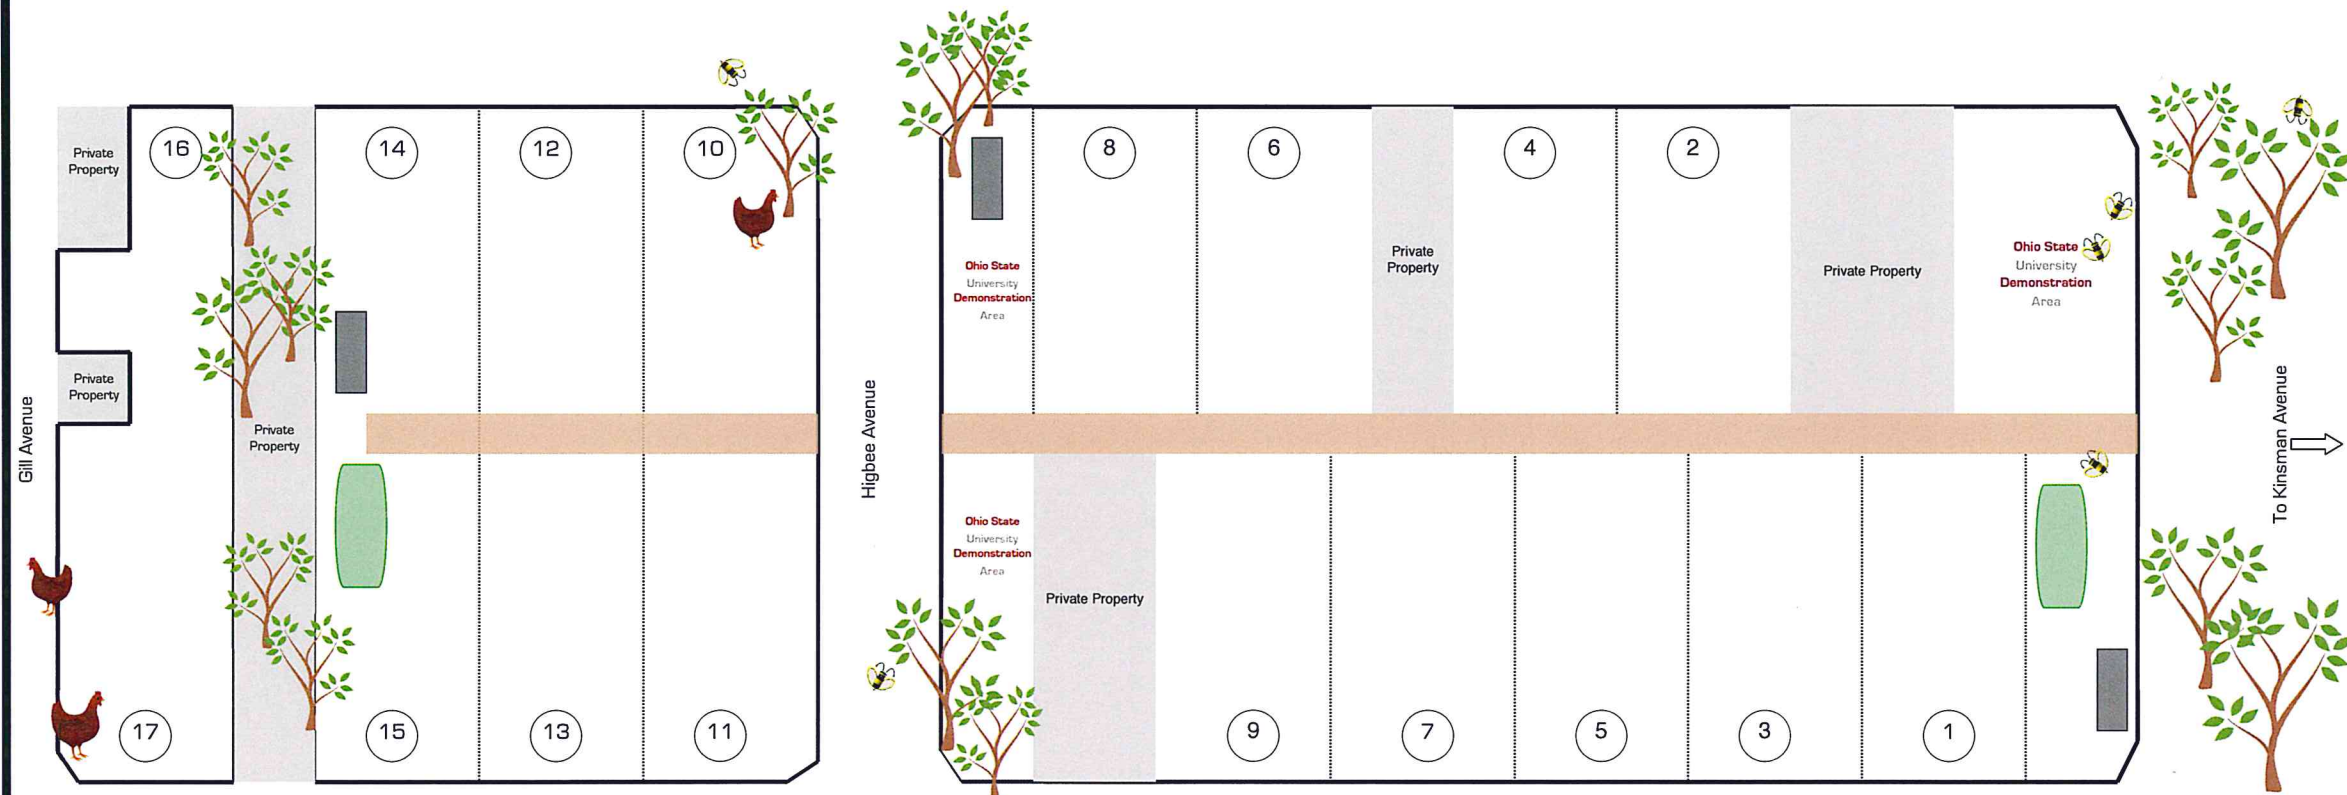 Private
Property
16
14
12
10
8
6
4
2
Private
Property
Private Property
Ohio State
University
Demonstration
Area
Ohio State
University
Demonstration
Area
Private
Property
Gill Avenue
Private
Property
Higbee Avenue
To Kinsman Avenue
Ohio State
University
Demonstration
Area
Private Property
17
15
13
11
9
7
5
3
1